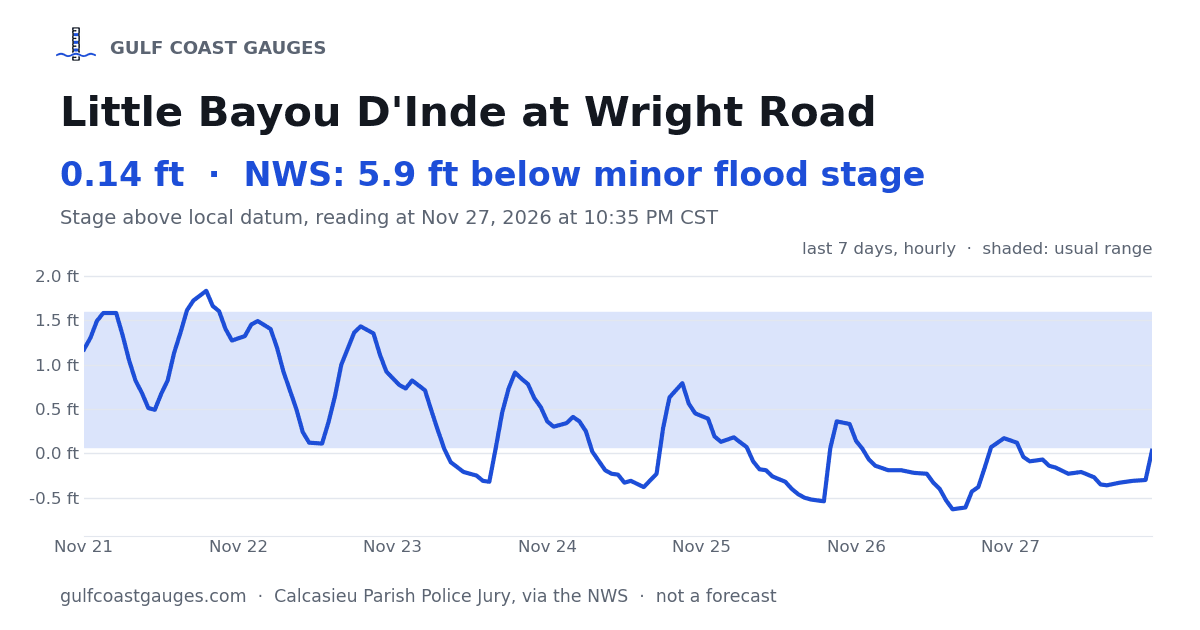 GULF COAST GAUGES
Little Bayou D'Inde at Wright Road
0.14 ft · NWS: 5.9 ft below minor flood stage
Stage above local datum, reading at Nov 27, 2026 at 10:35 PM CST
last 7 days, hourly · shaded: usual range
2.0 ft
1.5 ft
1.0 ft
0.5 ft
0.0 ft
-0.5 ft
Nov 21 Nov 22 Nov 23 Nov 24 Nov 25 Nov 26 Nov 27
gulfcoastgauges.com · Calcasieu Parish Police Jury, via the NWS · not a forecast